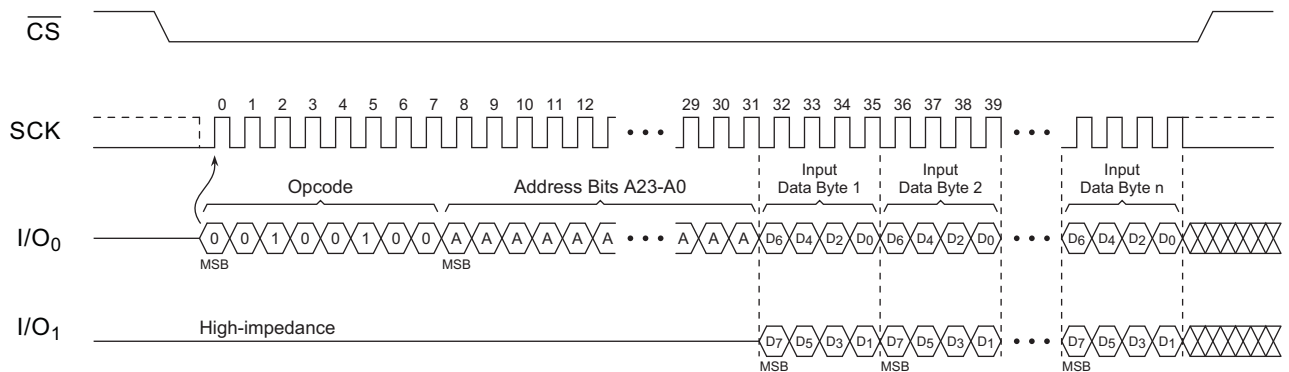 CS
0 1 2 3 4 5 6 7 8 9 10 11 12 29 30 31 32 33 34 35 36 37 38 39
SCK
• • • • • •
Opcode Address Bits A23-A0 Input Data Byte 1 Input Data Byte 2 Input Data Byte n
I/O0 0 0 1 0 0 1 0 0 A A A A A A • • • A A A D6 D4 D2 D0 D6 D4 D2 D0 • • • D6 D4 D2 D0
MSB MSB
I/O1 High-impedance D7 D5 D3 D1 D7 D5 D3 D1 • • • D7 D5 D3 D1
MSB MSB MSB